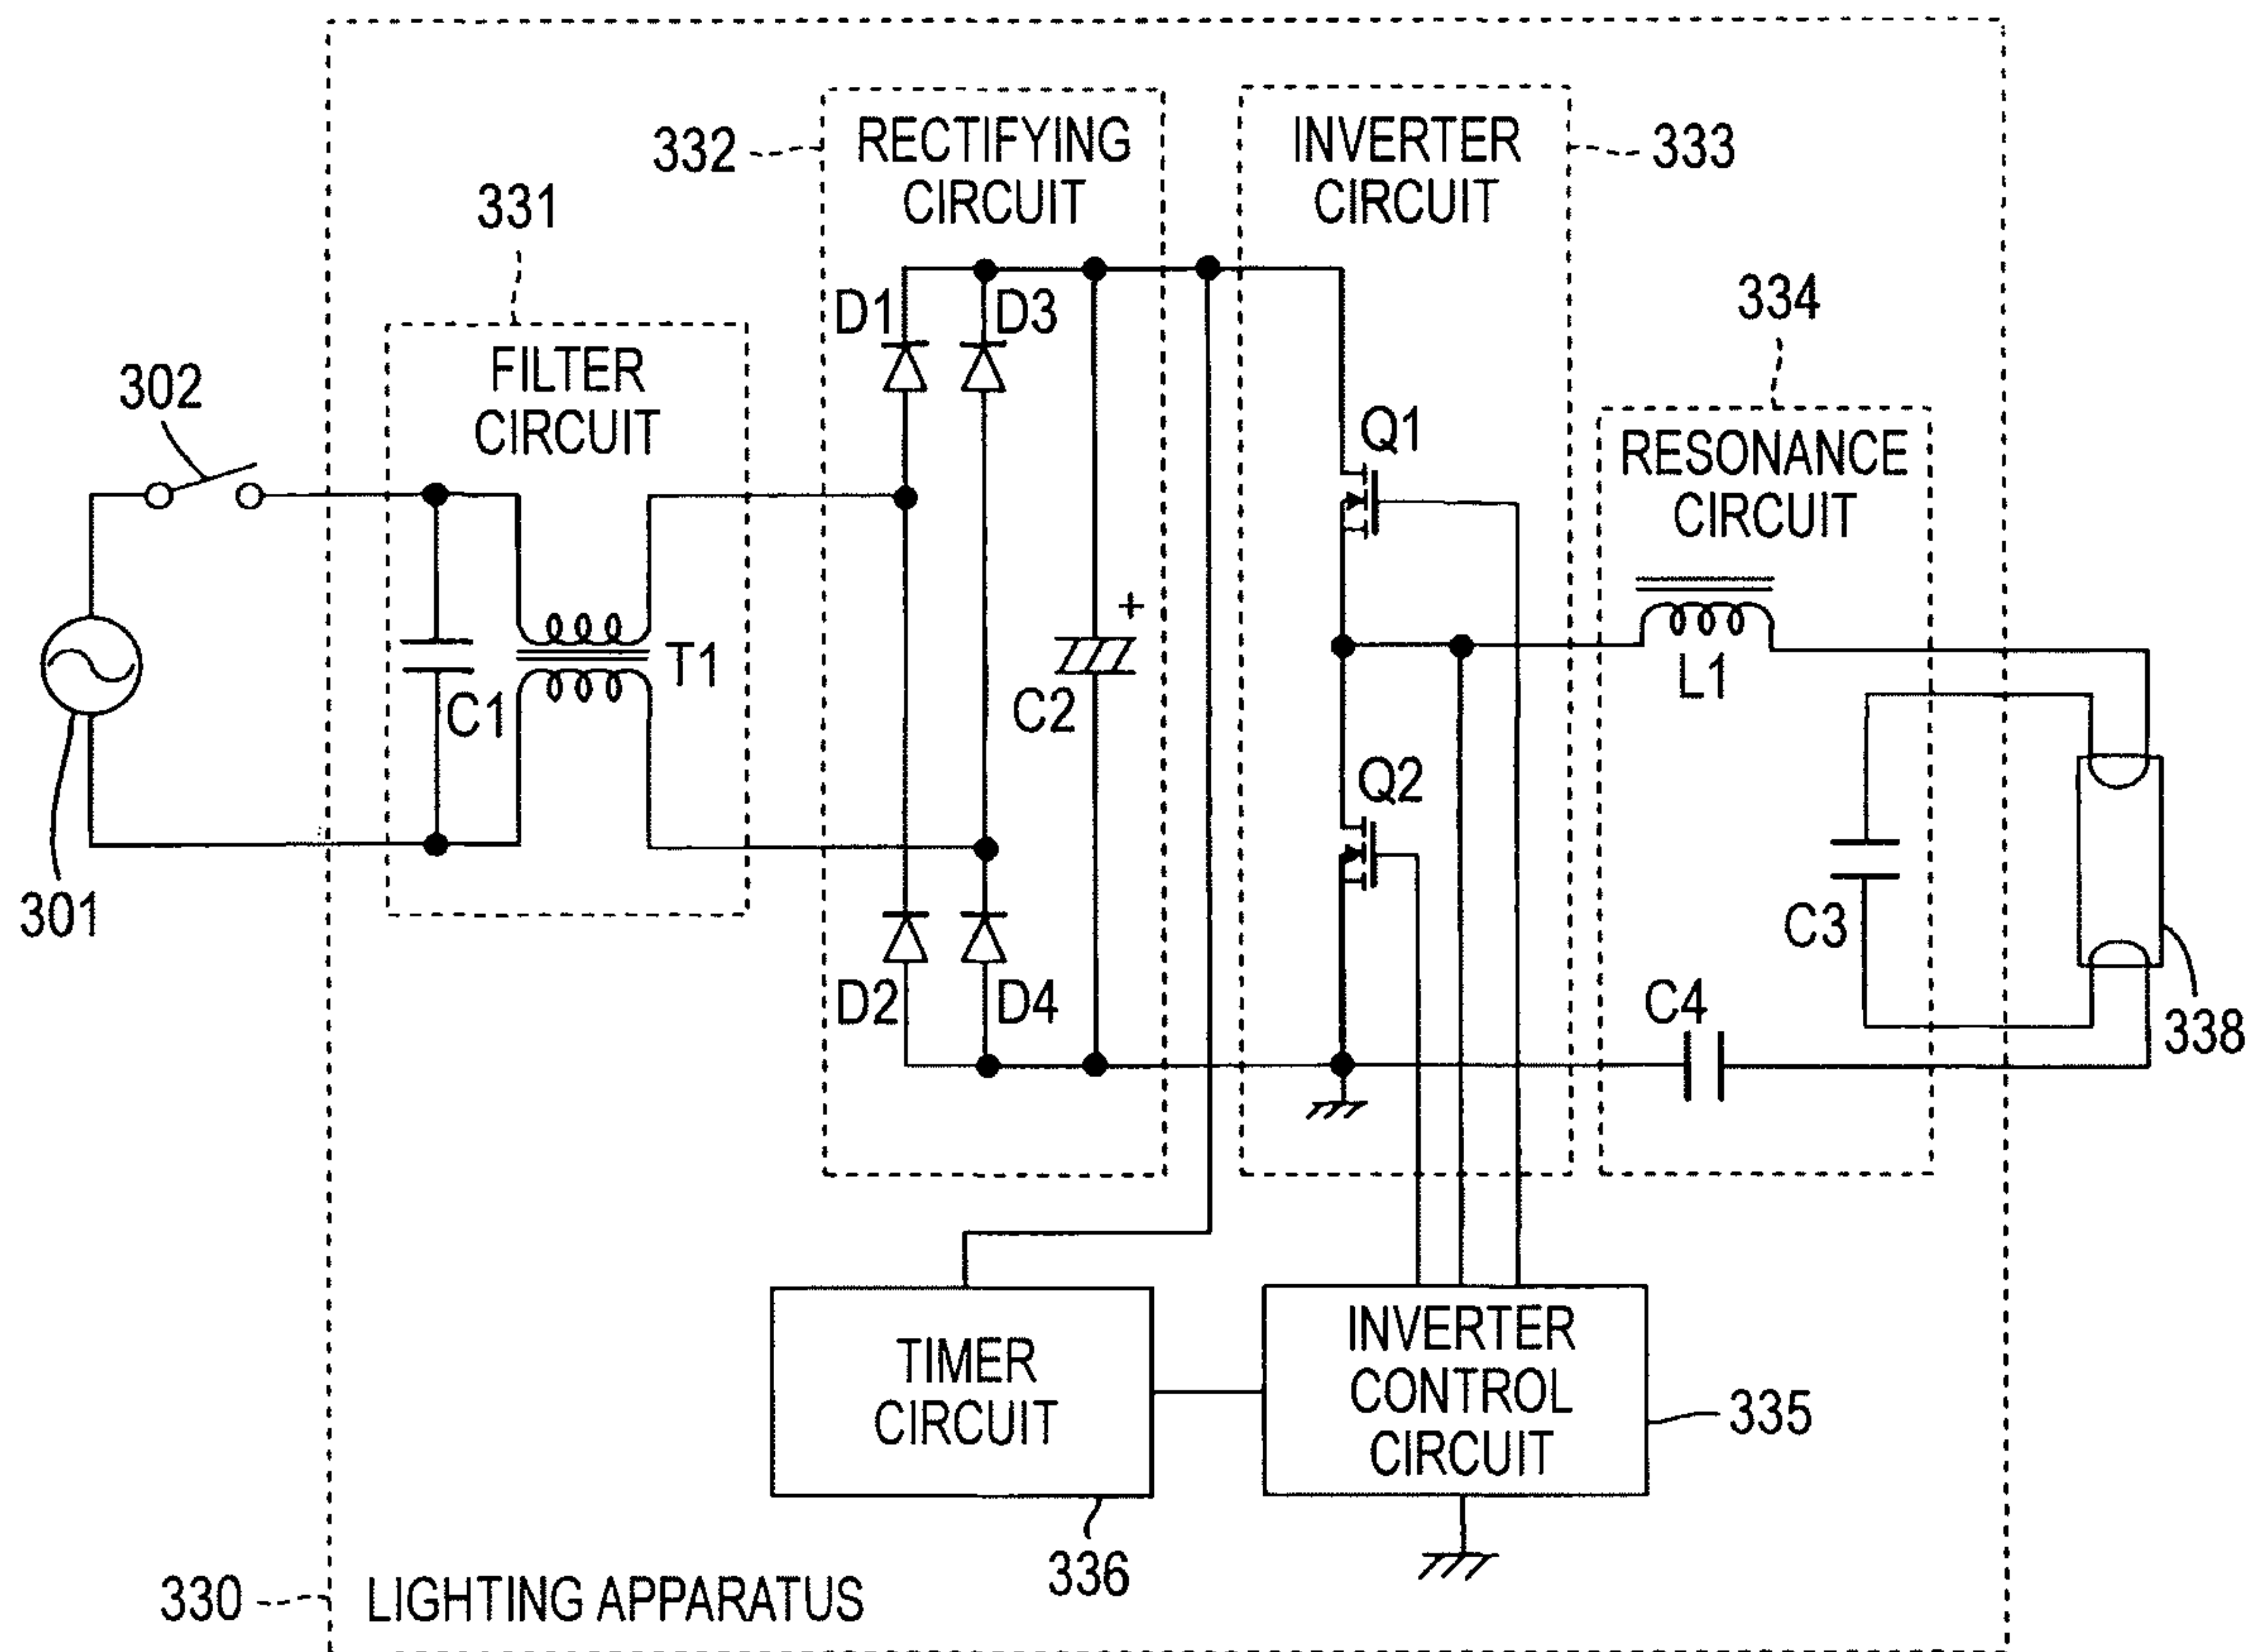 332
RECTIFYING
CIRCUIT
INVERTER
CIRCUIT
333
331
334
D1
D3
302
FILTER
CIRCUIT
Q1
RESONANCE
CIRCUIT
+
T1
C1
C2
L1
Q2
301
C3
D2
D4
C4
338
TIMER
CIRCUIT
INVERTER
CONTROL
CIRCUIT
335
336
330
LIGHTING APPARATUS